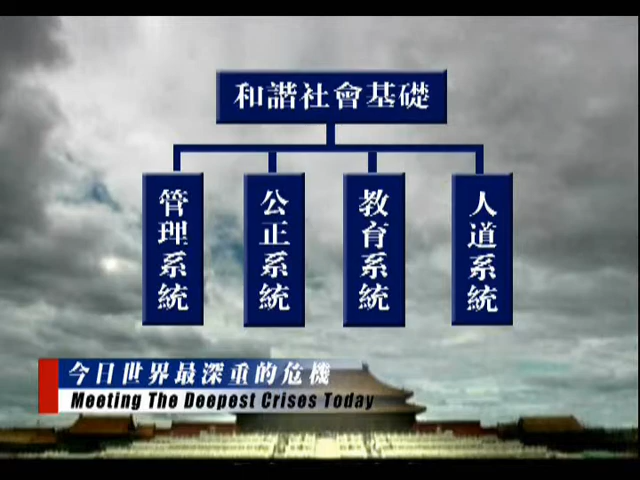 和諧社會基礎
管理系統
公正系統
教育系統
人道系統
今日世界最深重的危機
Meeting The Deepest Crises Today